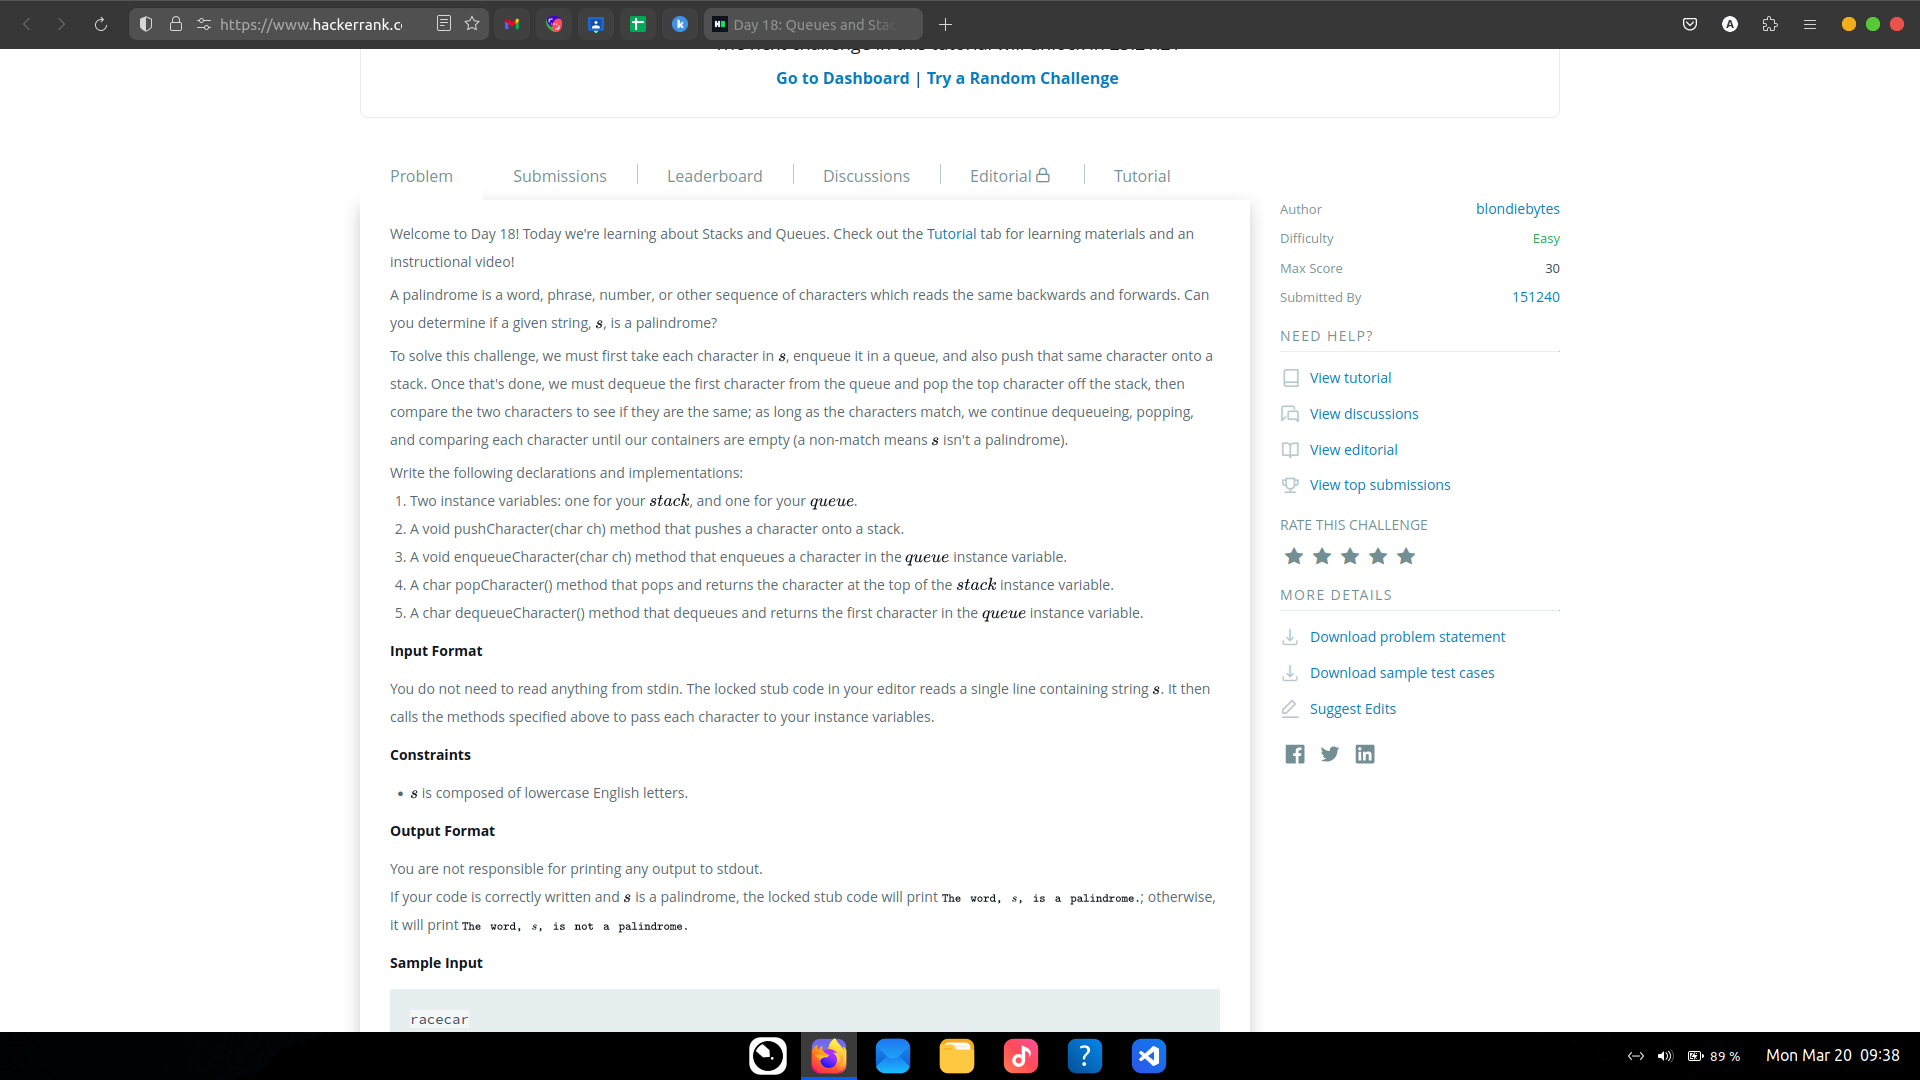 https://www.hackerrank.c
Day 18: Queues and Stac
Go to Dashboard | Try a Random Challenge
Problem
Submissions
Leaderboard
Discussions
Editorial
Tutorial
Welcome to Day 18! Today we're learning about Stacks and Queues. Check out the Tutorial tab for learning materials and an
instructional video!
A palindrome is a word, phrase, number, or other sequence of characters which reads the same backwards and forwards. Can
you determine if a given string, s, is a palindrome?
To solve this challenge, we must first take each character in s, enqueue it in a queue, and also push that same character onto a
stack. Once that's done, we must dequeue the first character from the queue and pop the top character off the stack, then
compare the two characters to see if they are the same; as long as the characters match, we continue dequeueing, popping,
and comparing each character until our containers are empty (a non-match means s isn't a palindrome).
Write the following declarations and implementations:
1. Two instance variables: one for your stack, and one for your queue.
2. A void pushCharacter(char ch) method that pushes a character onto a stack.
3. A void enqueueCharacter(char ch) method that enqueues a character in the queue instance variable.
4. A char popCharacter() method that pops and returns the character at the top of the stack instance variable.
5. A char dequeueCharacter() method that dequeues and returns the first character in the queue instance variable.
Input Format
You do not need to read anything from stdin. The locked stub code in your editor reads a single line containing string s. It then
calls the methods specified above to pass each character to your instance variables.
Constraints
• s is composed of lowercase English letters.
Output Format
You are not responsible for printing any output to stdout.
If your code is correctly written and s is a palindrome, the locked stub code will print The word, s, is a palindrome.; otherwise,
it will print The word, s, is not a palindrome.
Sample Input
racecar
Author
blondiebytes
Difficulty
Easy
Max Score
30
Submitted By
151240
NEED HELP?
View tutorial
View discussions
View editorial
View top submissions
RATE THIS CHALLENGE
MORE DETAILS
Download problem statement
Download sample test cases
Suggest Edits
89 %
Mon Mar 20 09:38